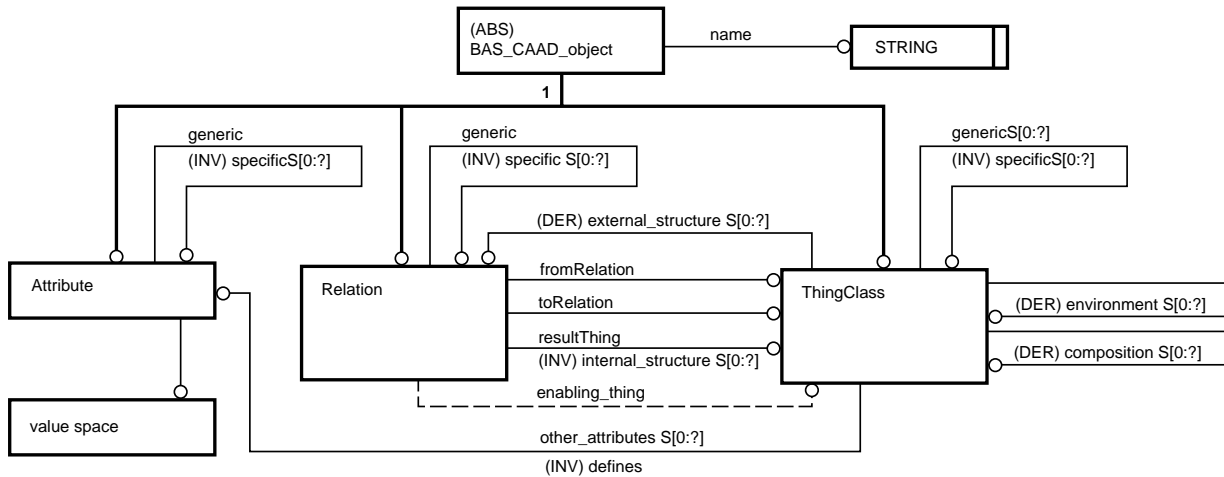 (ABS)
BAS_CAAD_object
name
STRING
1
generic
(INV) specificS[0:?]
generic
(INV) specific S[0:?]
genericS[0:?]
(INV) specificS[0:?]
(DER) external_structure S[0:?]
Attribute
Relation
fromRelation
toRelation
resultThing
(INV) internal_structure S[0:?]
enabling_thing
ThingClass
(DER) environment S[0:?]
(DER) composition S[0:?]
value space
other_attributes S[0:?]
(INV) defines